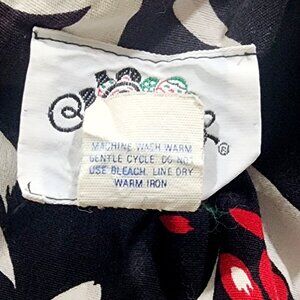 ®
MACHINE WASH WARM
GENTLE CYCLE. DO NOT
USE BLEACH. LINE DRY
WARM IRON